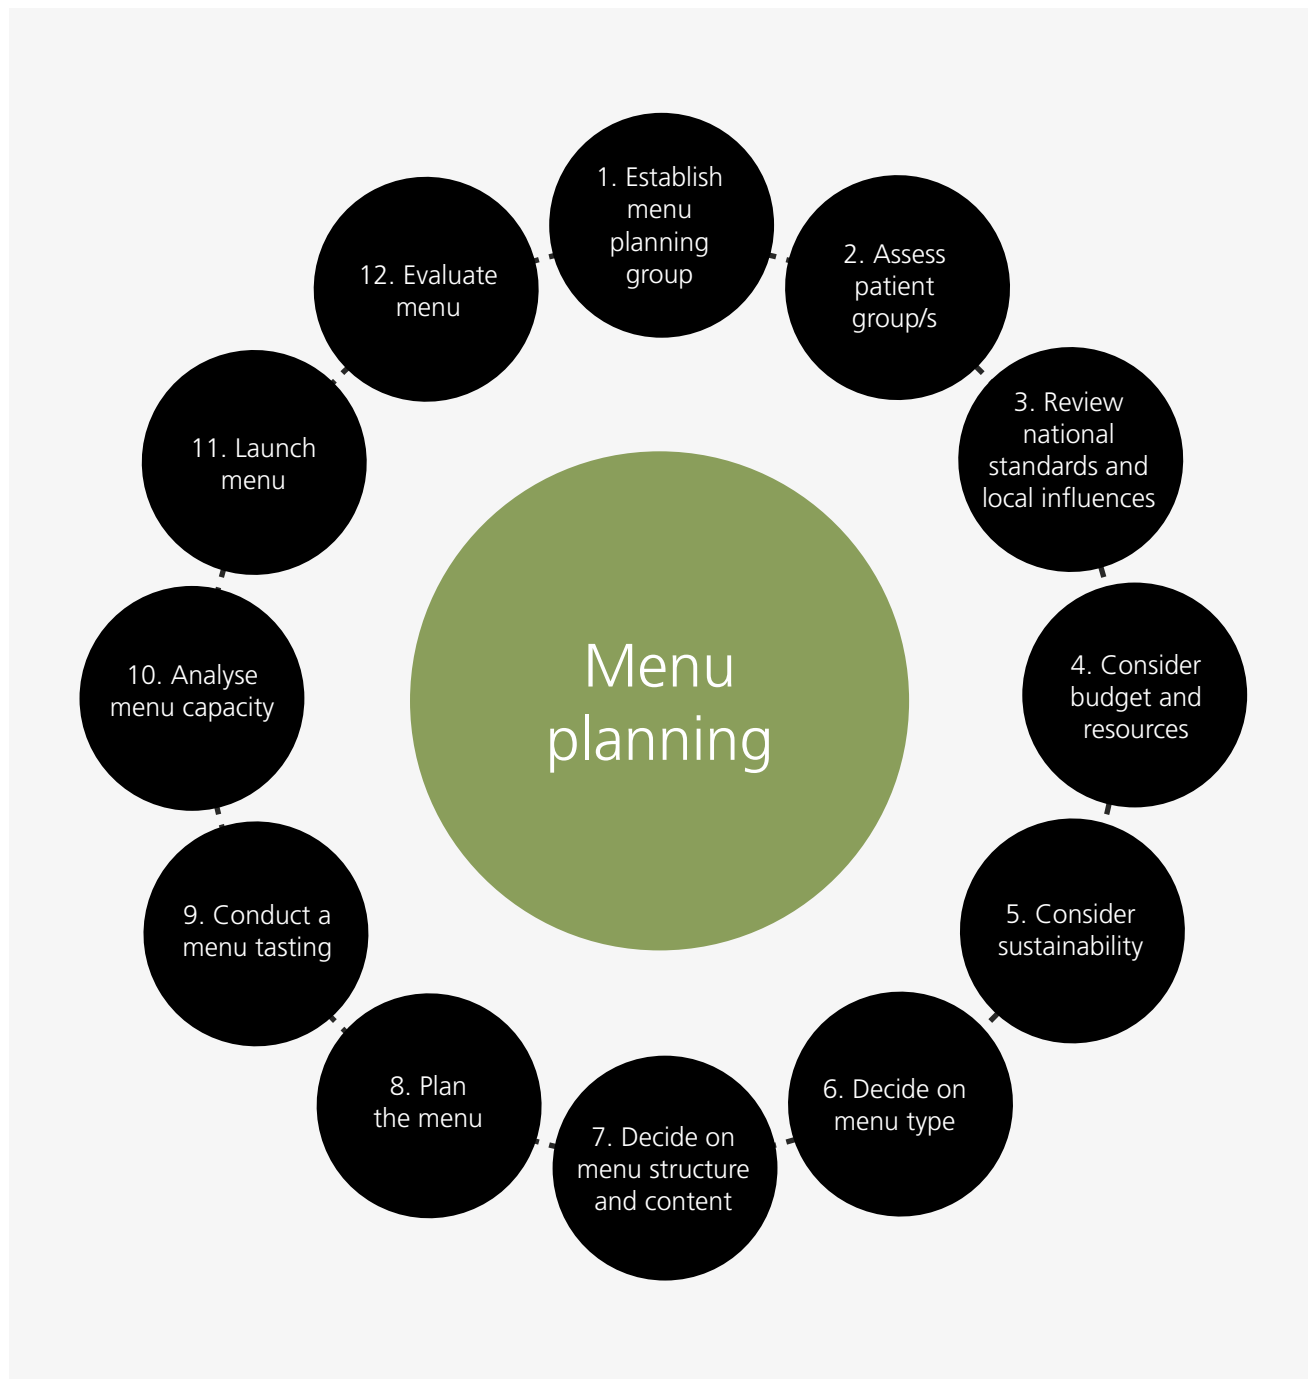 1. Establish
menu
planning
group
2. Assess
patient
group/s
3. Review
national
standards and
local influences
4. Consider
budget and
resources
5. Consider
sustainability
6. Decide on
menu type
7. Decide on
menu structure
and content
8. Plan
the menu
9. Conduct a
menu tasting
10. Analyse
menu capacity
11. Launch
menu
12. Evaluate
menu
Menu
planning